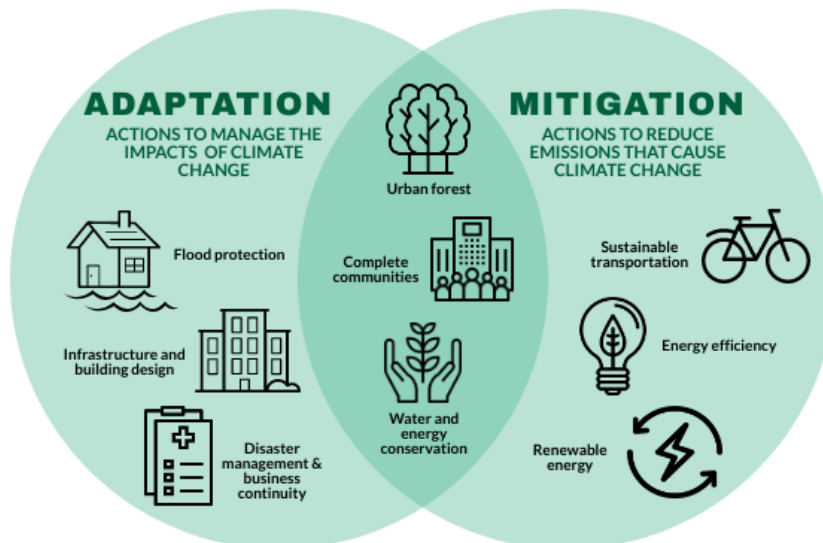 ADAPTATION
ACTIONS TO MANAGE THE
IMPACTS OF CLIMATE
CHANGE
Flood protection
Infrastructure and
building design
Disaster
management &
business
continuity
Urban forest
Complete
communities
Water and
energy
conservation
MITIGATION
ACTIONS TO REDUCE
EMISSIONS THAT CAUSE
CLIMATE CHANGE
Sustainable
transportation
Energy efficiency
Renewable
energy